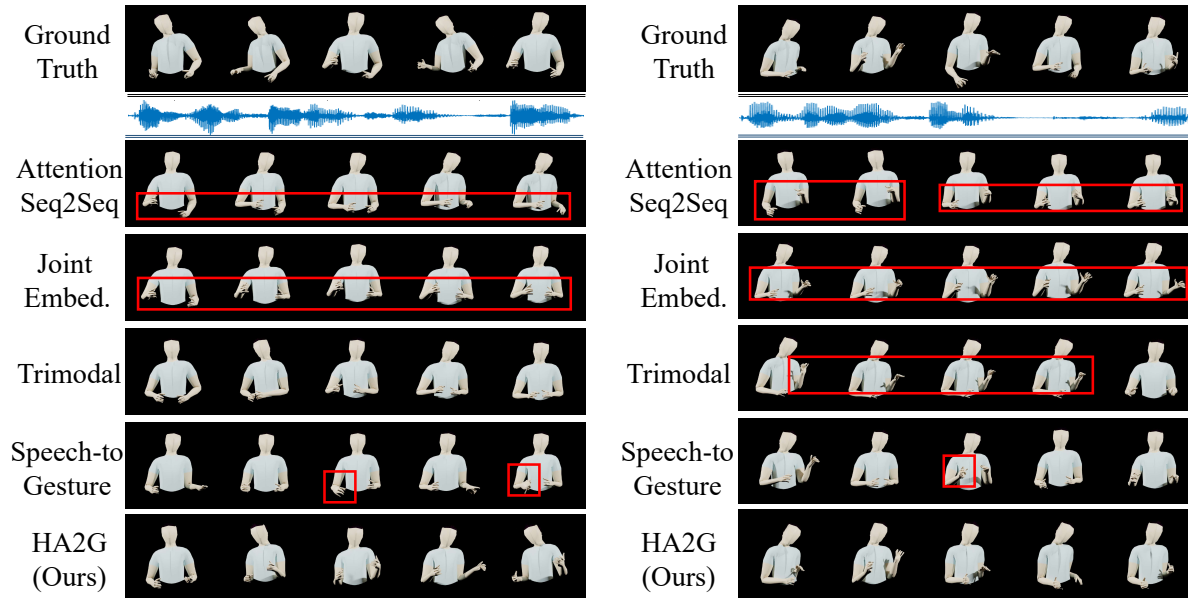 Ground
Truth
Attention
Seq2Seq
Joint
Embed.
Trimodal
Speech-to
Gesture
HA2G
(Ours)
Ground
Truth
Attention
Seq2Seq
Joint
Embed.
Trimodal
Speech-to
Gesture
HA2G
(Ours)